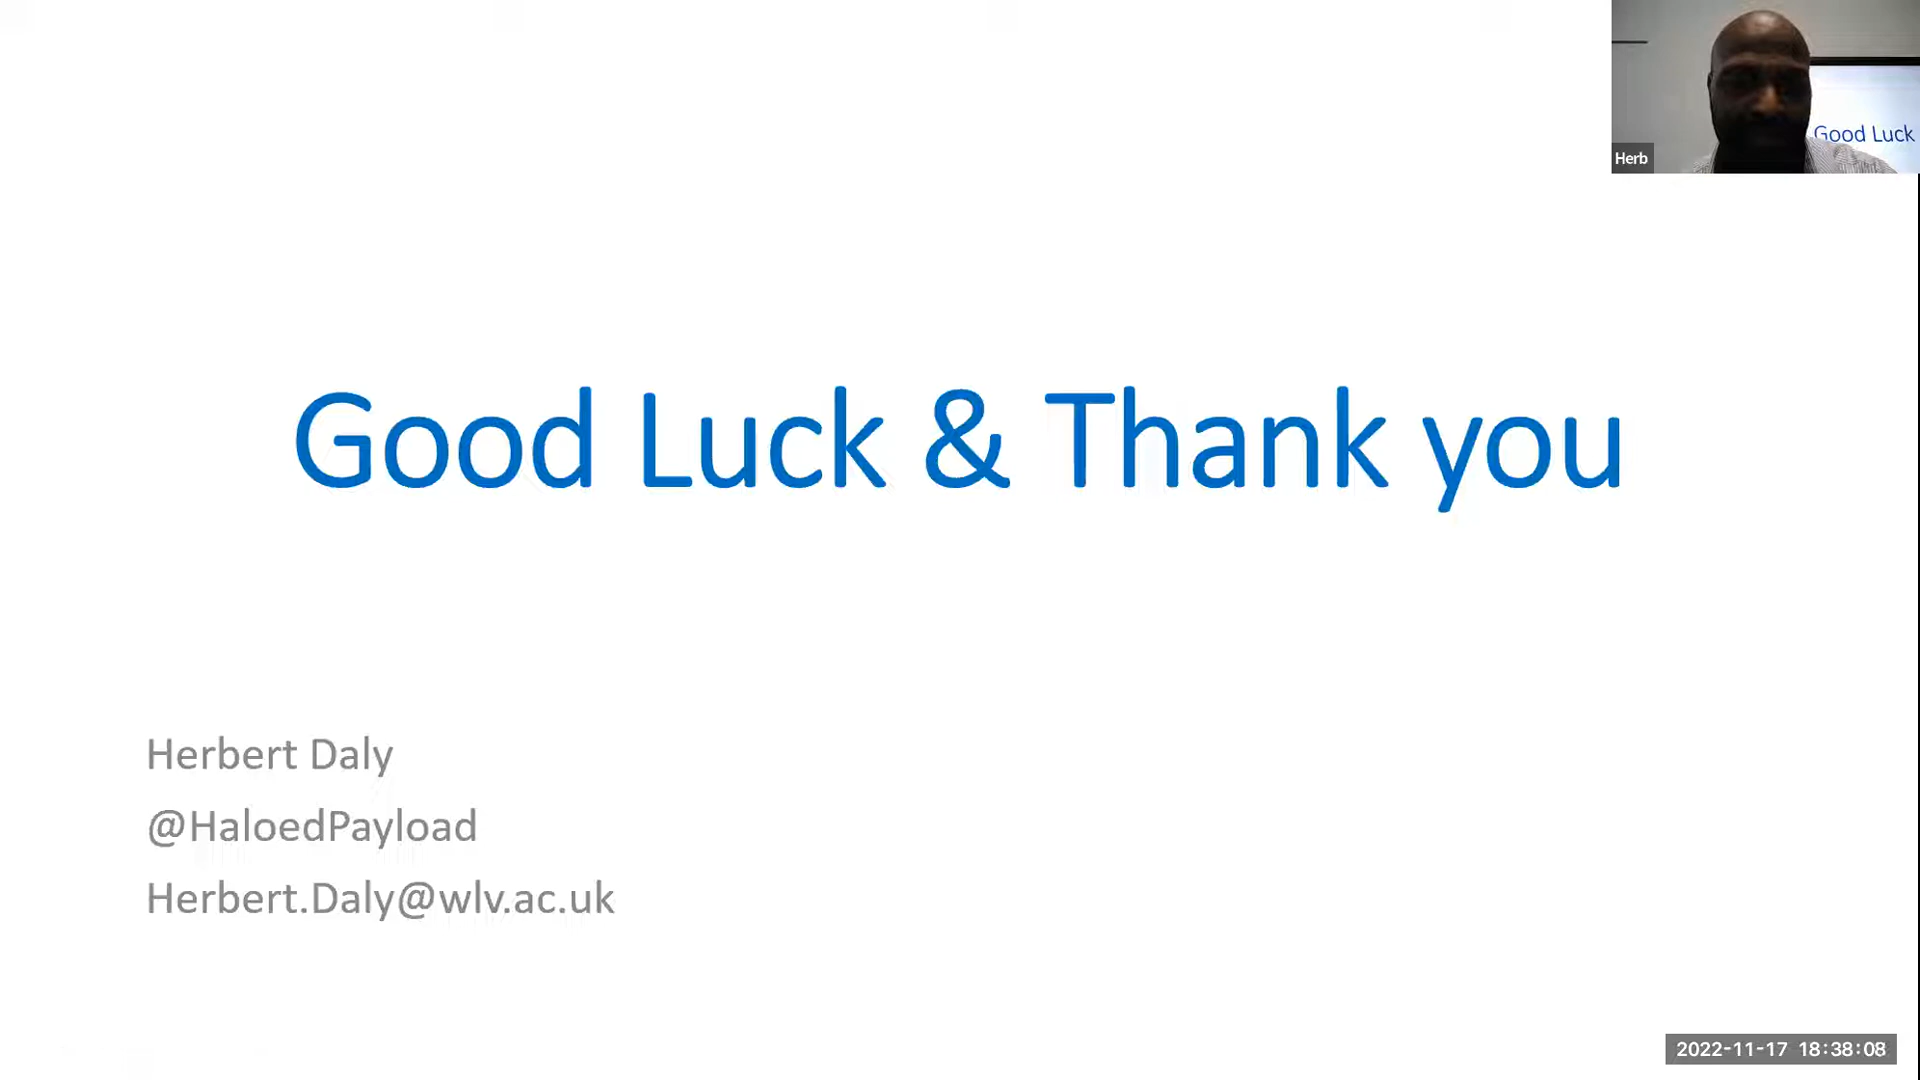 Good Luck
Herb
Good Luck & Thank you
Herbert Daly
@HaloedPayload
Herbert.Daly@wlv.ac.uk
2022-11-17 18:38:08